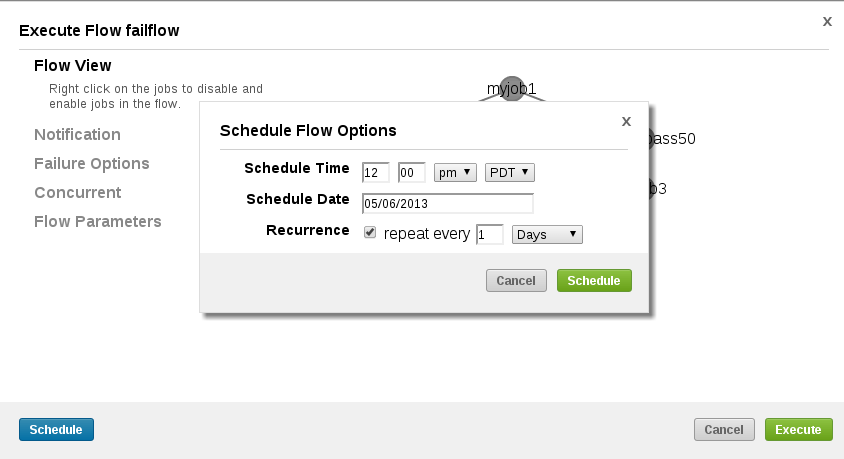 Execute Flow failflow
x
Flow View
Right click on the jobs to disable and
enable jobs in the flow.
Notification
Failure Options
Concurrent
Flow Parameters
myjob1
Schedule Flow Options
x
Schedule Time 12 00 pm PDT
Schedule Date 05/06/2013
Recurrence repeat every 1 Days
Cancel Schedule
Schedule
Cancel Execute